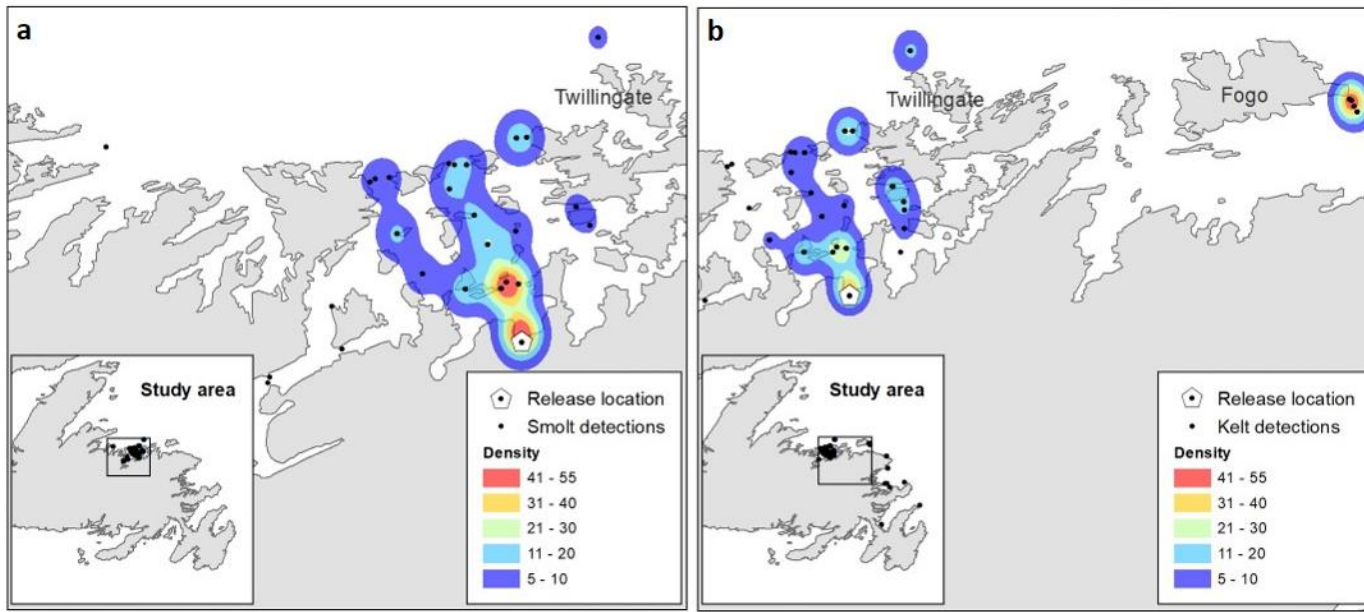 a
Twillingate
Study area
Release location
Smolt detections
Density
41 - 55
31 - 40
21 - 30
11 - 20
5 - 10
b
Twillingate
Fogo
Study area
Release location
Kelt detections
Density
41 - 55
31 - 40
21 - 30
11 - 20
5 - 10